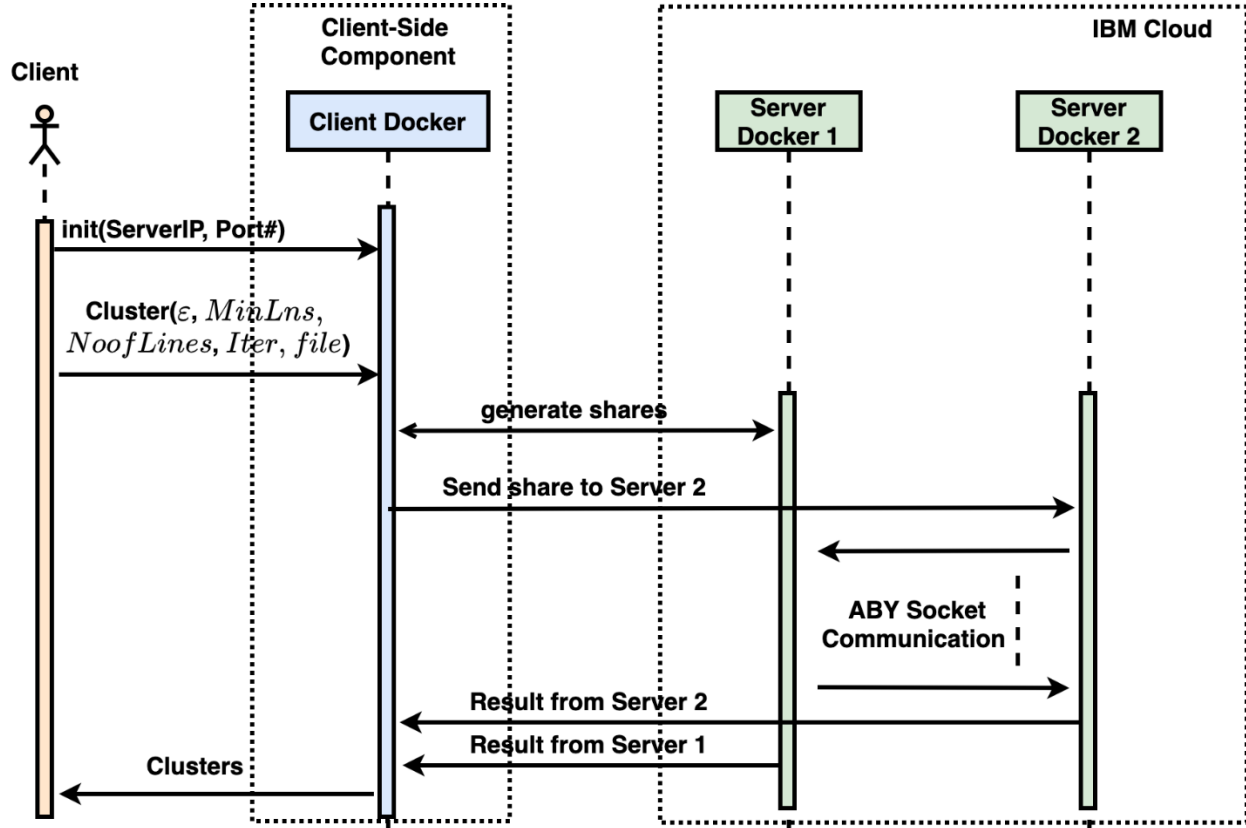 Client-Side
Component
IBM Cloud
Client
Client Docker
Server
Docker 1
Server
Docker 2
init(ServerIP, Port#)
Cluster(ε, MinLns,
NoofLines, Iter, file)
generate shares
Send share to Server 2
ABY Socket
Communication
Result from Server 2
Result from Server 1
Clusters